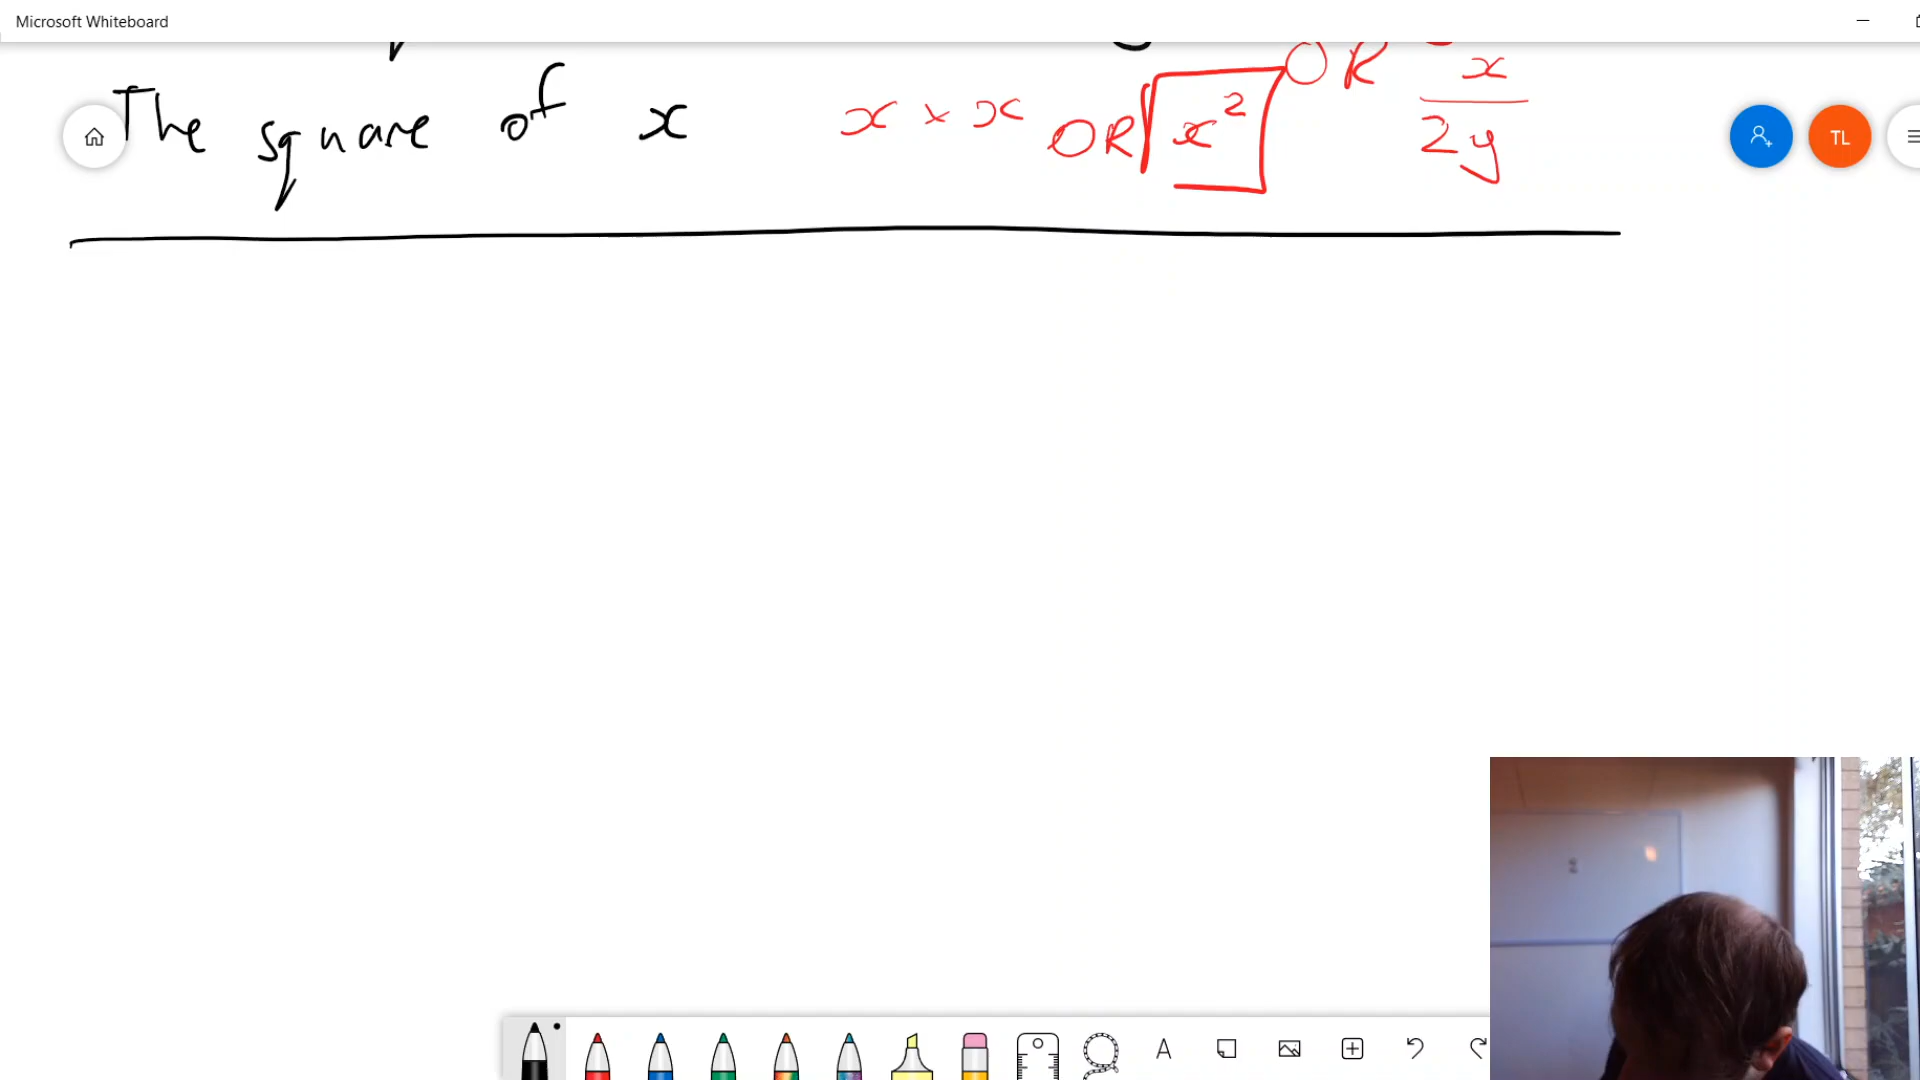 Microsoft Whiteboard
OR x
The square of x x × x OR x² 2y
TL